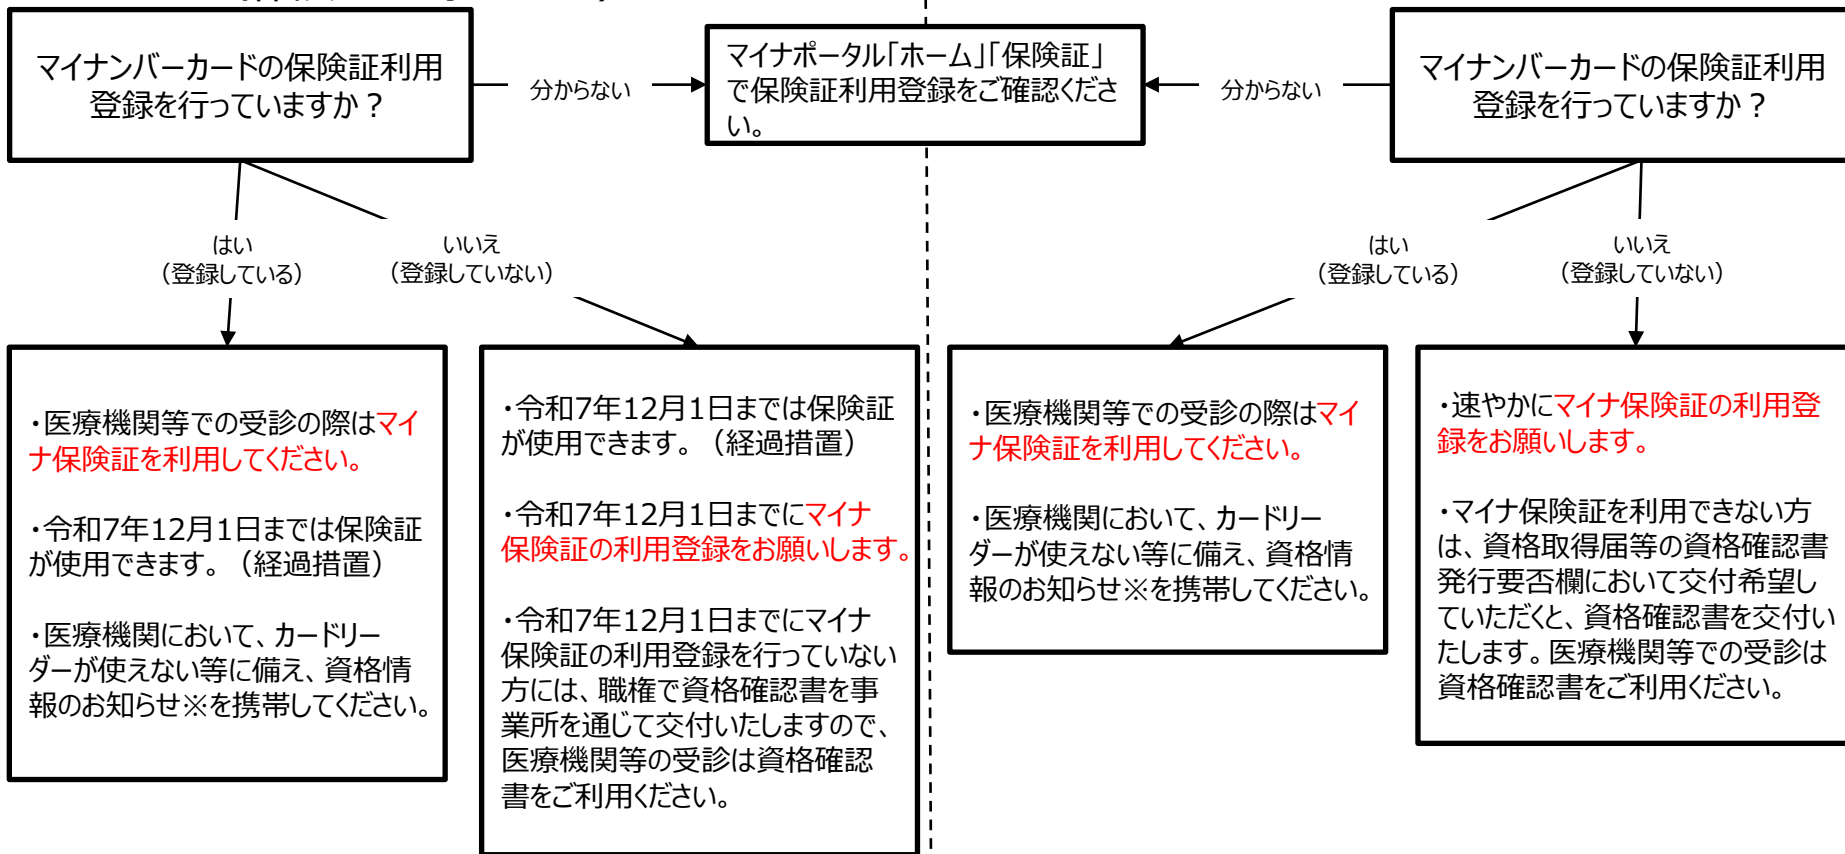 マイナンバーカードの保険証利用
登録を行っていますか？
分からない
マイナポータル「ホーム」「保険証」
で保険証利用登録をご確認くださ
い。
分からない
マイナンバーカードの保険証利用
登録を行っていますか？
はい
（登録している）
いいえ
（登録していない）
はい
（登録している）
いいえ
（登録していない）
・医療機関等での受診の際はマイ
ナ保険証を利用してください。
・令和7年12月1日までは保険証
が使用できます。（経過措置）
・医療機関において、カードリー
ダーが使えない等に備え、資格情
報のお知らせ※を携帯してください。
・令和7年12月1日までは保険証
が使用できます。（経過措置）
・令和7年12月1日までにマイナ
保険証の利用登録をお願いします。
・令和7年12月1日までにマイナ
保険証の利用登録を行っていない
方には、職権で資格確認書を事
業所を通じて交付いたしますので、
医療機関等の受診は資格確認
書をご利用ください。
・医療機関等での受診の際はマイ
ナ保険証を利用してください。
・医療機関において、カードリー
ダーが使えない等に備え、資格情
報のお知らせ※を携帯してください。
・速やかにマイナ保険証の利用登
録をお願いします。
・マイナ保険証を利用できない方
は、資格取得届等の資格確認書
発行要否欄において交付希望し
ていただくと、資格確認書を交付い
たします。医療機関等での受診は
資格確認書をご利用ください。